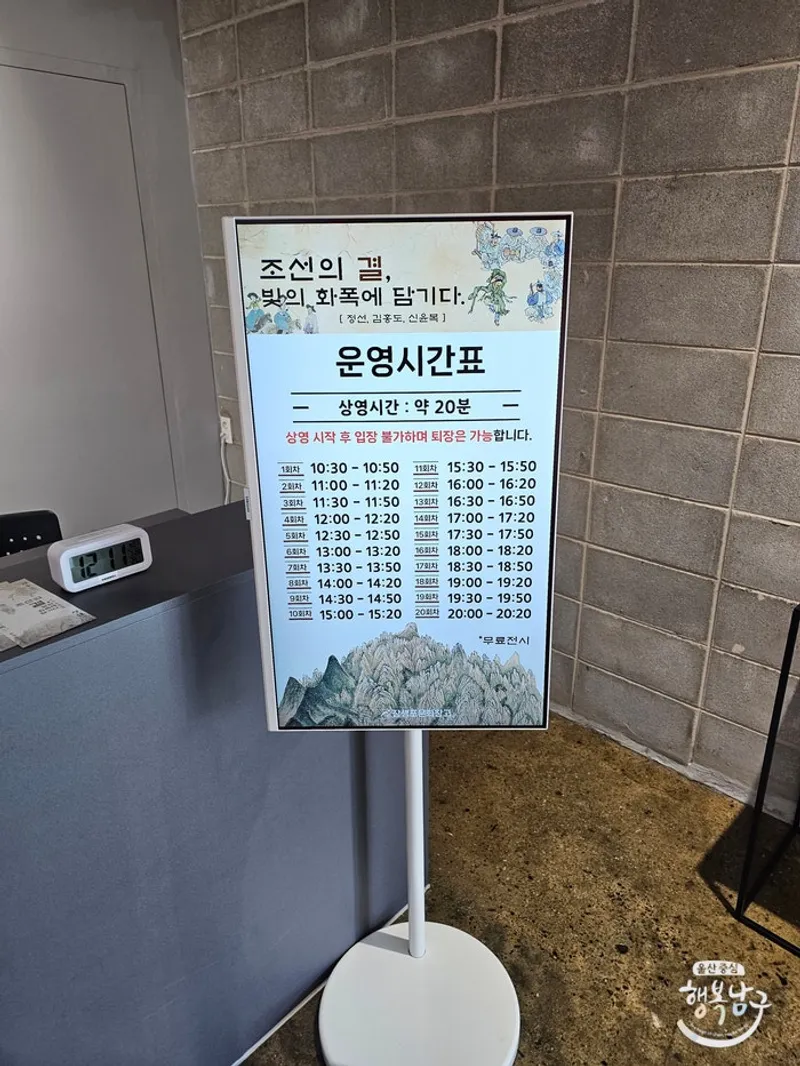 조선의 결,
빛의 화폭에 담기다.
[ 정선, 김홍도, 신윤복 ]
운영시간표
상영시간 : 약 20분
상영 시작 후 입장 불가하며 퇴장은 가능합니다.
1회차 10:30 - 10:50
2회차 11:00 - 11:20
3회차 11:30 - 11:50
4회차 12:00 - 12:20
5회차 12:30 - 12:50
6회차 13:00 - 13:20
7회차 13:30 - 13:50
8회차 14:00 - 14:20
9회차 14:30 - 14:50
10회차 15:00 - 15:20
11회차 15:30 - 15:50
12회차 16:00 - 16:20
13회차 16:30 - 16:50
14회차 17:00 - 17:20
15회차 17:30 - 17:50
16회차 18:00 - 18:20
17회차 18:30 - 18:50
18회차 19:00 - 19:20
19회차 19:30 - 19:50
20회차 20:00 - 20:20
*무료전시
장생포문화창고
울산 중심
행복남구